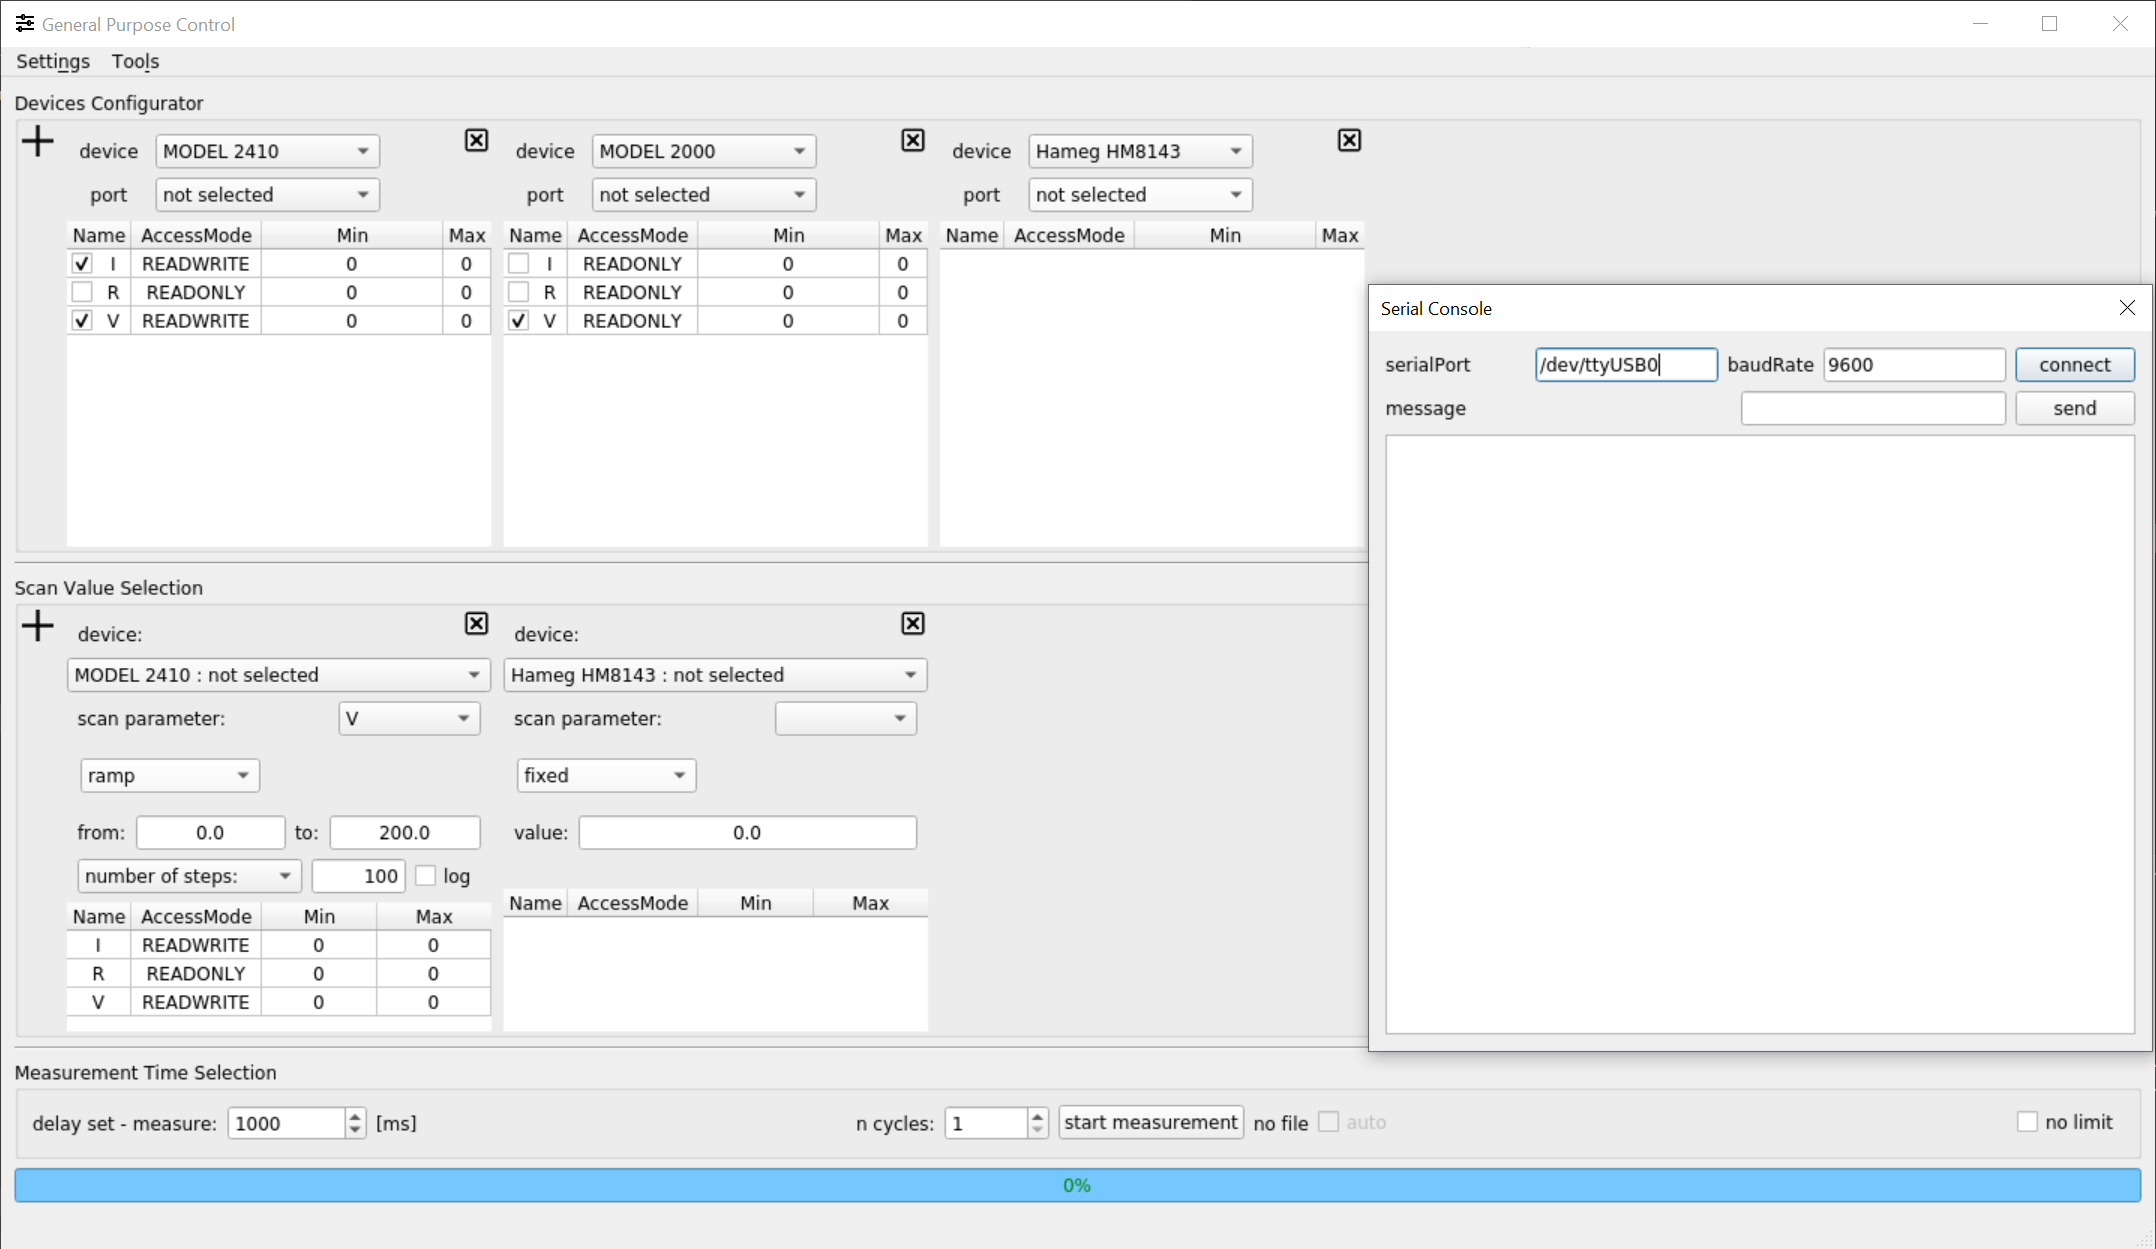 General Purpose Control
Settings Tools
Devices Configurator
device MODEL 2410 device MODEL 2000 device Hameg HM8143
port not selected port not selected port not selected
Name AccessMode Min Max Name AccessMode Min Max Name AccessMode Min Max
I READWRITE 0 0 I READONLY 0 0
R READONLY 0 0 R READONLY 0 0
V READWRITE 0 0 V READONLY 0 0
Serial Console
serialPort /dev/ttyUSB0 baudRate 9600 connect
message send
Scan Value Selection
device: device:
MODEL 2410 : not selected Hameg HM8143 : not selected
scan parameter: V scan parameter:
ramp fixed
from: 0.0 to: 200.0 value: 0.0
number of steps: 100 log
Name AccessMode Min Max Name AccessMode Min Max
I READWRITE 0 0
R READONLY 0 0
V READWRITE 0 0
Measurement Time Selection
delay set - measure: 1000 [ms] n cycles: 1 start measurement no file auto no limit
0%